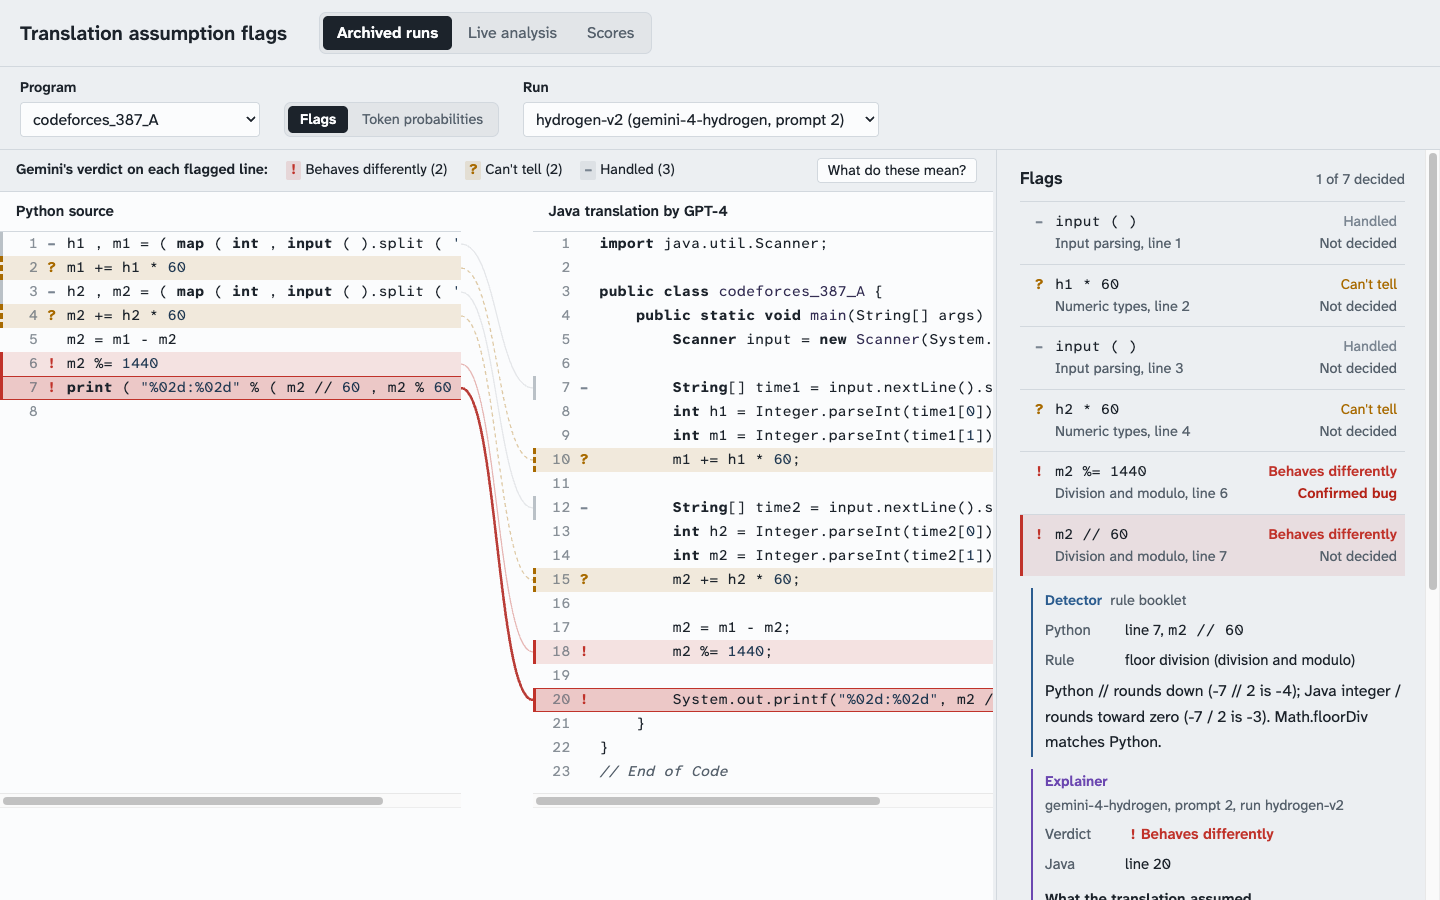 Translation assumption flags
Archived runs
Live analysis
Scores
Program
codeforces_387_A
Flags
Token probabilities
Run
hydrogen-v2 (gemini-4-hydrogen, prompt 2)
Gemini's verdict on each flagged line:
! Behaves differently (2)
? Can't tell (2)
– Handled (3)
What do these mean?
Python source
1 – h1 , m1 = ( map ( int , input ( ).split ( '
2 ? m1 += h1 * 60
3 – h2 , m2 = ( map ( int , input ( ).split ( '
4 ? m2 += h2 * 60
5 m2 = m1 - m2
6 ! m2 %= 1440
7 ! print ( "%02d:%02d" % ( m2 // 60 , m2 % 60
8
Java translation by GPT-4
1 import java.util.Scanner;
2
3 public class codeforces_387_A {
4 public static void main(String[] args)
5 Scanner input = new Scanner(System.
6
7 – String[] time1 = input.nextLine().s
8 int h1 = Integer.parseInt(time1[0])
9 int m1 = Integer.parseInt(time1[1])
10 ? m1 += h1 * 60;
11
12 – String[] time2 = input.nextLine().s
13 int h2 = Integer.parseInt(time2[0])
14 int m2 = Integer.parseInt(time2[1])
15 ? m2 += h2 * 60;
16
17 m2 = m1 - m2;
18 ! m2 %= 1440;
19
20 ! System.out.printf("%02d:%02d", m2 /
21 }
22 }
23 // End of Code
Flags
1 of 7 decided
– input ( ) Handled
Input parsing, line 1 Not decided
? h1 * 60 Can't tell
Numeric types, line 2 Not decided
– input ( ) Handled
Input parsing, line 3 Not decided
? h2 * 60 Can't tell
Numeric types, line 4 Not decided
! m2 %= 1440 Behaves differently
Division and modulo, line 6 Confirmed bug
! m2 // 60 Behaves differently
Division and modulo, line 7 Not decided
Detector rule booklet
Python line 7, m2 // 60
Rule floor division (division and modulo)
Python // rounds down (-7 // 2 is -4); Java integer /
rounds toward zero (-7 / 2 is -3). Math.floorDiv
matches Python.
Explainer
gemini-4-hydrogen, prompt 2, run hydrogen-v2
Verdict ! Behaves differently
Java line 20
What the translation assumed